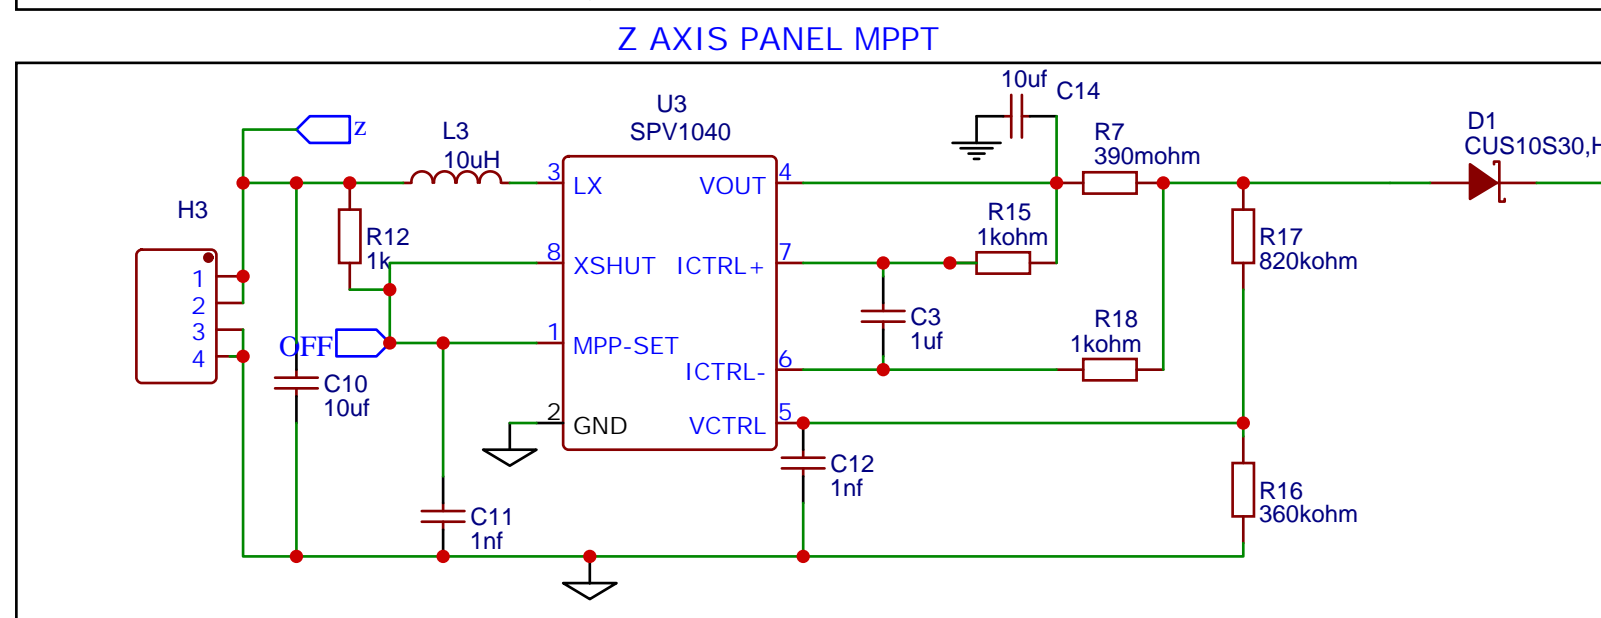 Z AXIS PANEL MPPT
10uf
C14
U3
SPV1040
z
L3
10uH
R7
390mohm
D1
CUS10S30,H
3
LX
VOUT
4
H3
R12
1k
R15
1kohm
R17
820kohm
8
XSHUT
ICTRL+
7
1
2
3
4
OFF
1
MPP-SET
C3
1uf
R18
1kohm
ICTRL-
6
C10
10uf
2
GND
VCTRL
5
C12
1nf
R16
360kohm
C11
1nf